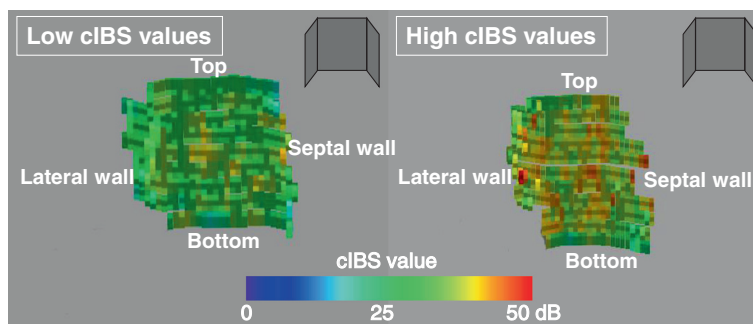 Low cIBS values
Top
Septal wall
Lateral wall
Bottom
High cIBS values
Top
Lateral wall
Septal wall
Bottom
cIBS value
0 25 50 dB